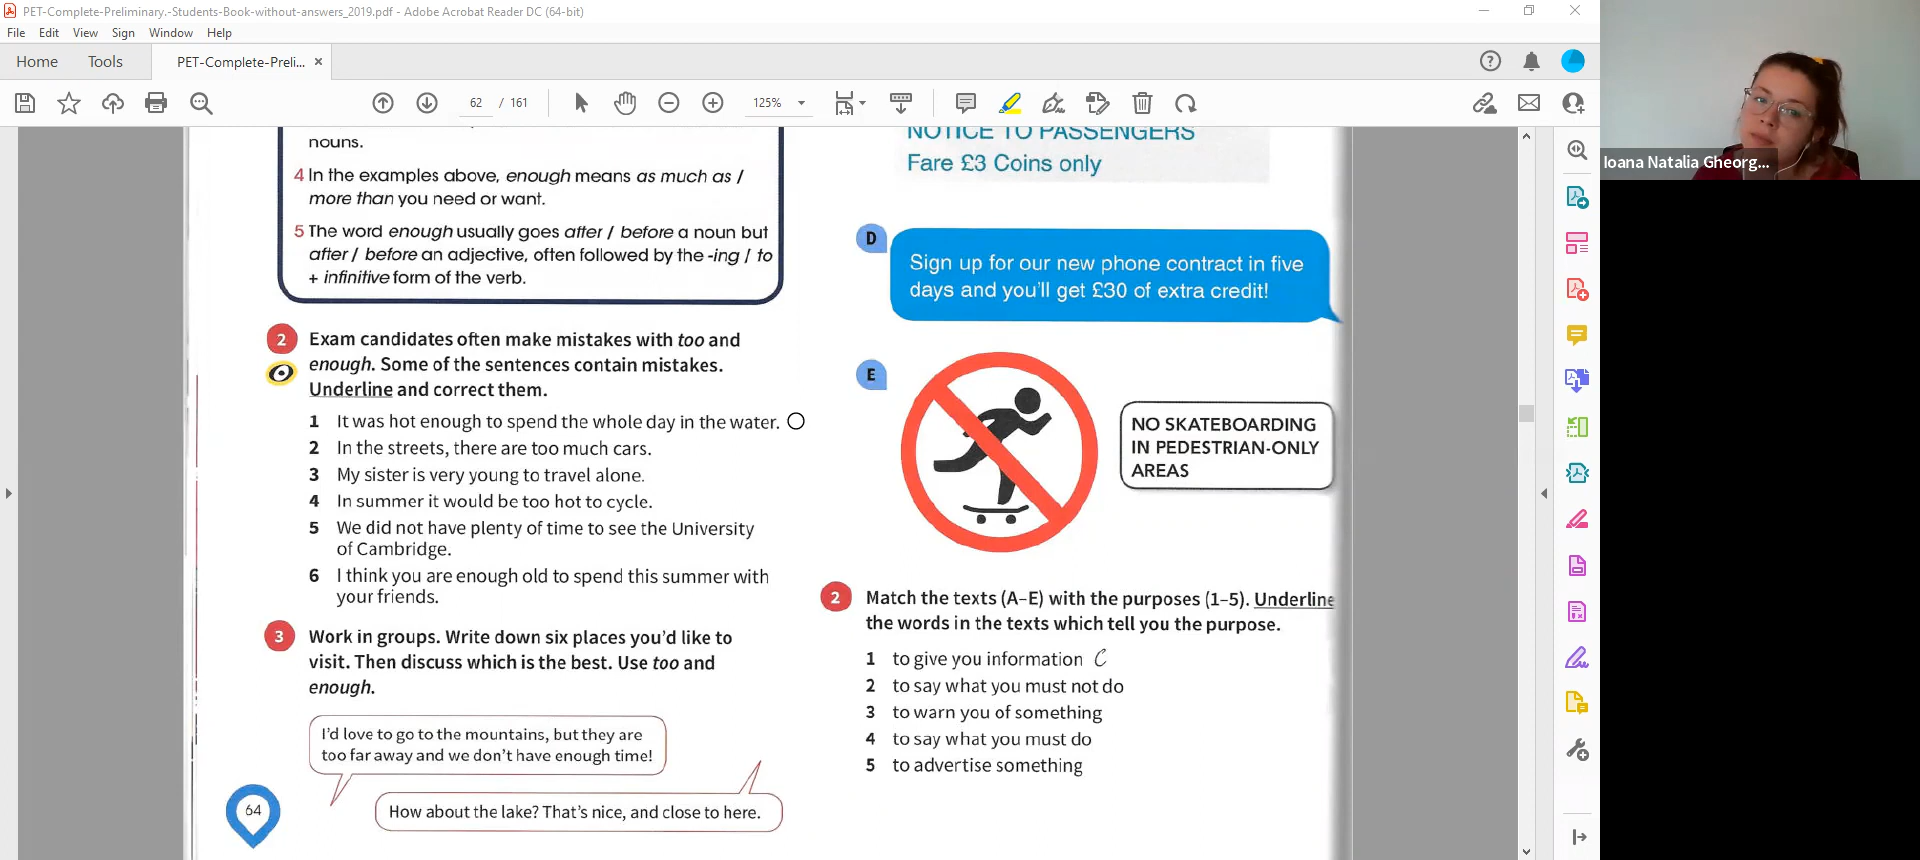 PET-Complete-Preliminary.-Students-Book-without-answers_2019.pdf - Adobe Acrobat Reader DC (64-bit)
File Edit View Sign Window Help
Home Tools PET-Complete-Preli... ×
62 / 161 125%
nouns.
4 In the examples above, enough means as much as /
more than you need or want.
5 The word enough usually goes after / before a noun but
after / before an adjective, often followed by the -ing / to
+ infinitive form of the verb.
2 Exam candidates often make mistakes with too and
enough. Some of the sentences contain mistakes.
Underline and correct them.
1 It was hot enough to spend the whole day in the water.
2 In the streets, there are too much cars.
3 My sister is very young to travel alone.
4 In summer it would be too hot to cycle.
5 We did not have plenty of time to see the University
of Cambridge.
6 I think you are enough old to spend this summer with
your friends.
3 Work in groups. Write down six places you'd like to
visit. Then discuss which is the best. Use too and
enough.
I'd love to go to the mountains, but they are
too far away and we don't have enough time!
How about the lake? That's nice, and close to here.
64
NOTICE TO PASSENGERS
Fare £3 Coins only
D
Sign up for our new phone contract in five
days and you'll get £30 of extra credit!
E
NO SKATEBOARDING
IN PEDESTRIAN-ONLY
AREAS
2 Match the texts (A–E) with the purposes (1–5). Underline
the words in the texts which tell you the purpose.
1 to give you information C
2 to say what you must not do
3 to warn you of something
4 to say what you must do
5 to advertise something
Ioana Natalia Gheorg...